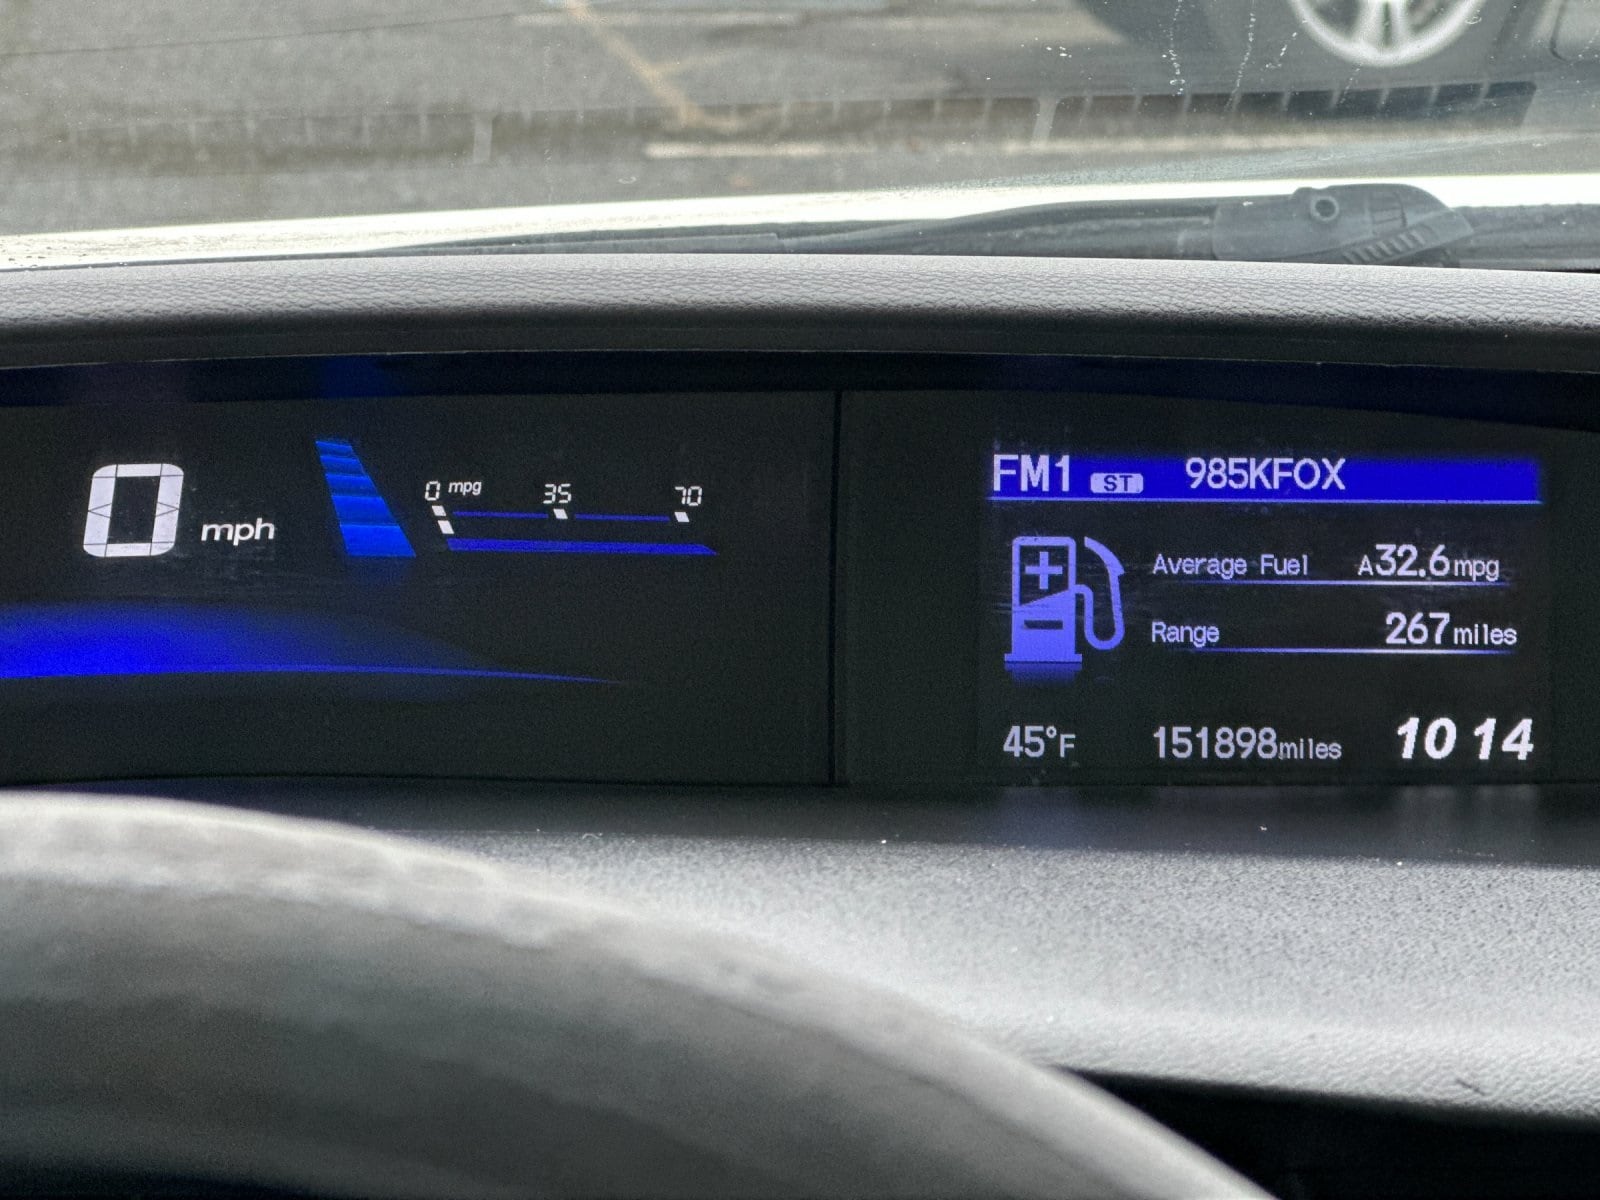 0 mph
0 mpg 35 70
FM1 ST 985KFOX
Average Fuel A32.6mpg
Range 267miles
45°F 151898miles 10 14